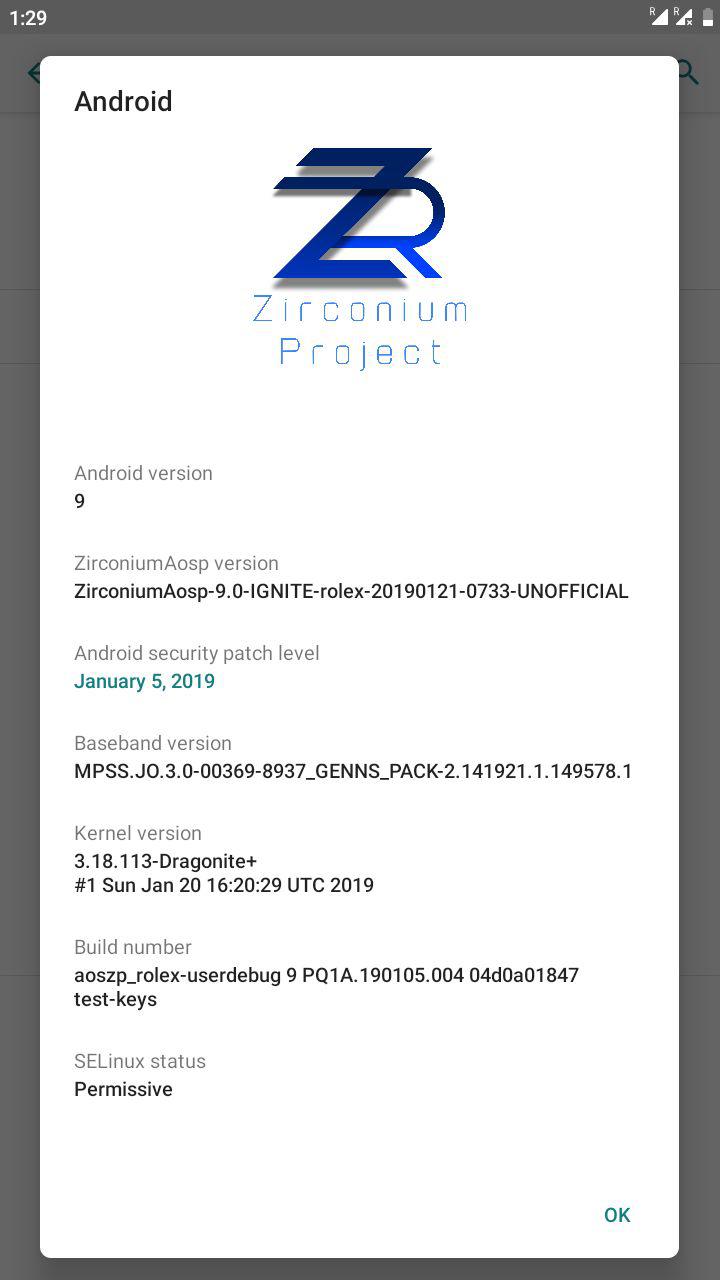 1:29
R R
Android
ZR
Zirconium
Project
Android version
9
ZirconiumAosp version
ZirconiumAosp-9.0-IGNITE-rolex-20190121-0733-UNOFFICIAL
Android security patch level
January 5, 2019
Baseband version
MPSS.JO.3.0-00369-8937_GENNS_PACK-2.141921.1.149578.1
Kernel version
3.18.113-Dragonite+
#1 Sun Jan 20 16:20:29 UTC 2019
Build number
aoszp_rolex-userdebug 9 PQ1A.190105.004 04d0a01847
test-keys
SELinux status
Permissive
OK